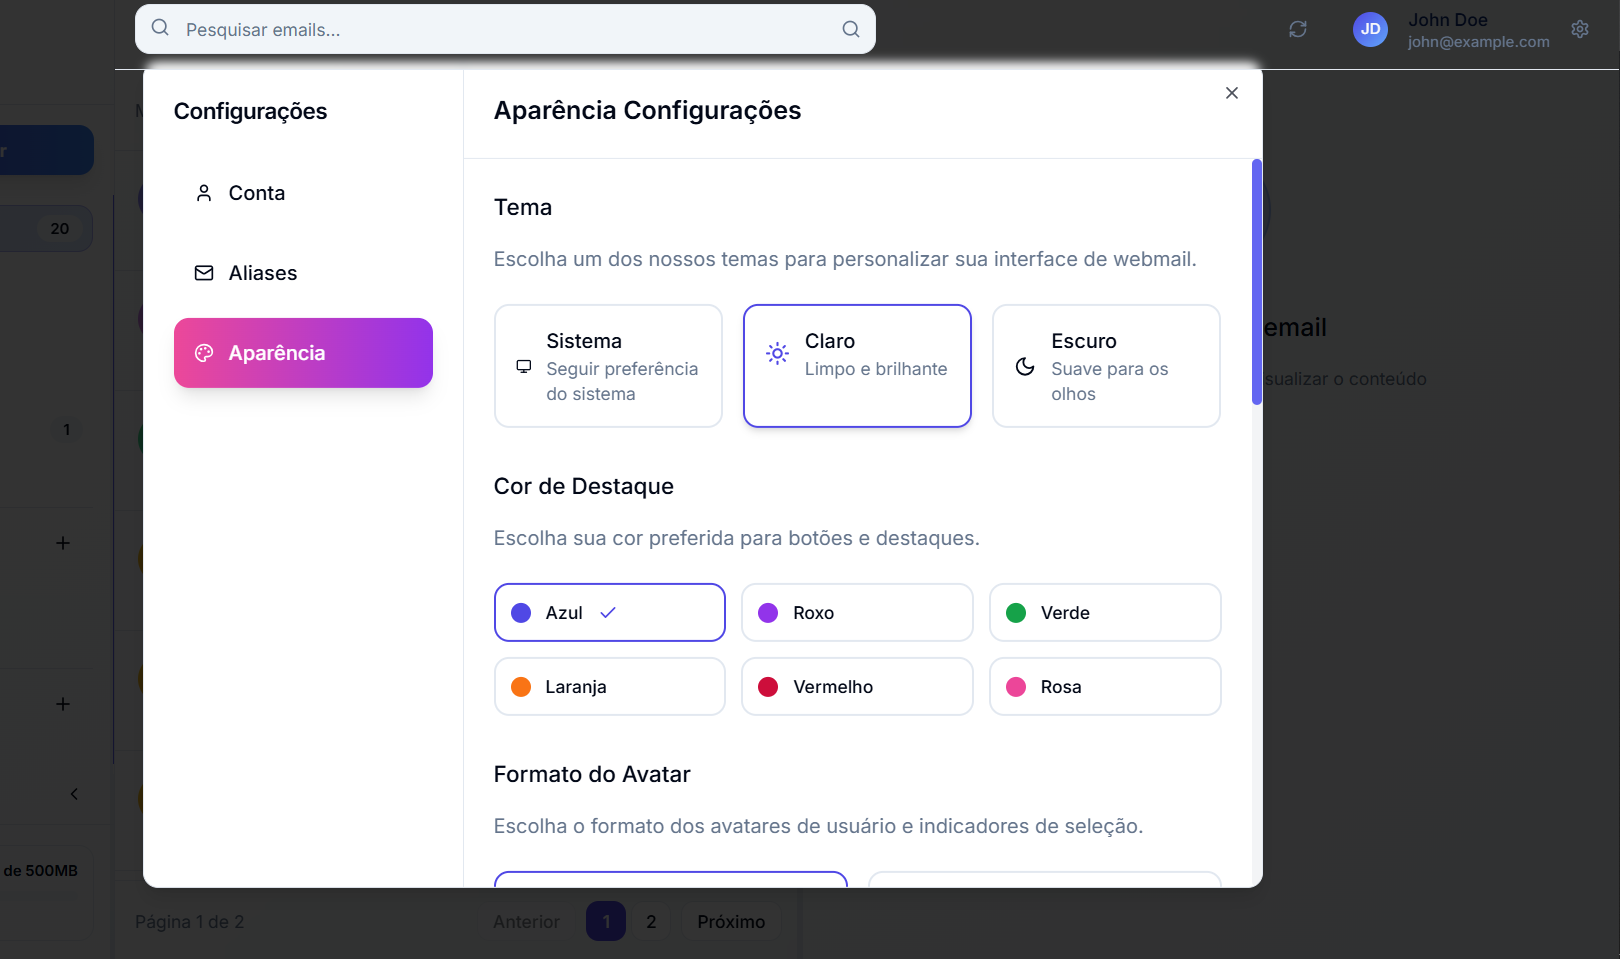 Pesquisar emails...
JD
John Doe
john@example.com
Configurações
Conta
Aliases
Aparência
Aparência Configurações
Tema
Escolha um dos nossos temas para personalizar sua interface de webmail.
Sistema
Seguir preferência
do sistema
Claro
Limpo e brilhante
Escuro
Suave para os
olhos
Cor de Destaque
Escolha sua cor preferida para botões e destaques.
Azul
Roxo
Verde
Laranja
Vermelho
Rosa
Formato do Avatar
Escolha o formato dos avatares de usuário e indicadores de seleção.
r
20
1
de 500MB
email
sualizar o conteúdo
Página 1 de 2
Anterior
1
2
Próximo